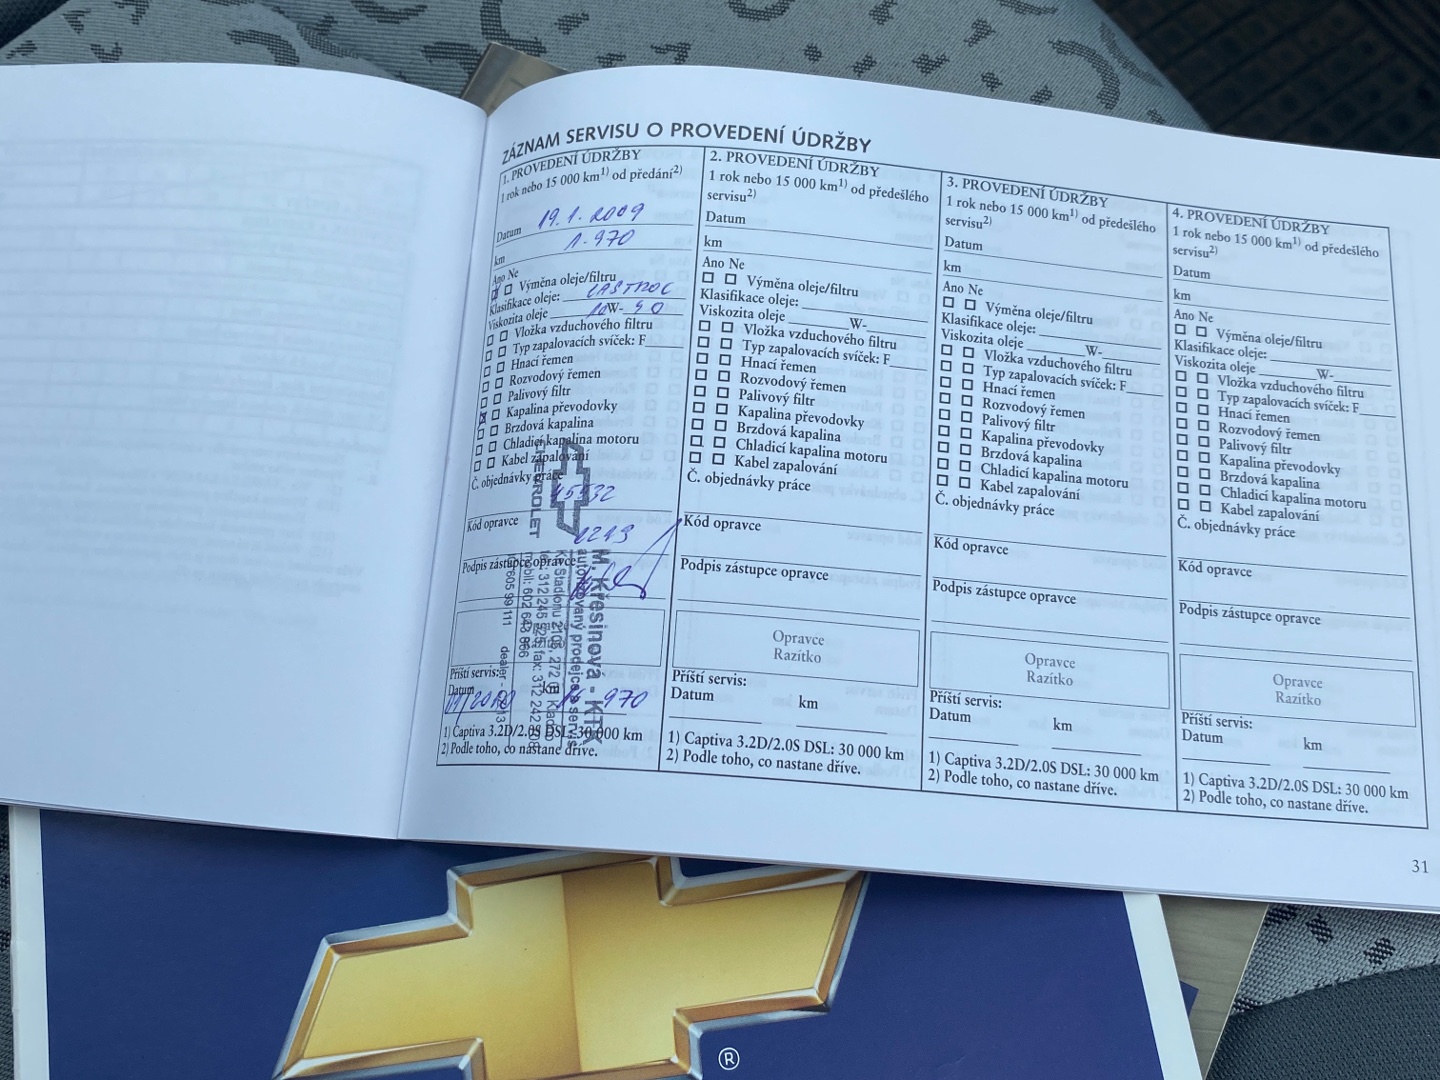 ZÁZNAM SERVISU O PROVEDENÍ ÚDRŽBY
1. PROVEDENÍ ÚDRŽBY
1 rok nebo 15 000 km1) od předání2)
Datum 19.1.2009
km 1.970
Ano Ne
Výměna oleje/filtru
Klasifikace oleje: CASTROL
Viskozita oleje 10W-40
Vložka vzduchového filtru
Typ zapalovacích svíček: F
Hnací řemen
Rozvodový řemen
Palivový filtr
Kapalina převodovky
Brzdová kapalina
Chladicí kapalina motoru
Kabel zapalování
Č. objednávky práce
Kód opravce
Podpis zástupce opravce
Příští servis:
Datum
01/2010 16 970
1) Captiva 3.2D/2.0S DSL: 30 000 km
2) Podle toho, co nastane dříve.
CHEVROLET
M. Křesinová - KTK
autorizovaný prodejce a servis
2. PROVEDENÍ ÚDRŽBY
1 rok nebo 15 000 km1) od předešlého
servisu2)
Datum
km
Ano Ne
Výměna oleje/filtru
Klasifikace oleje:
Viskozita oleje W-
Vložka vzduchového filtru
Typ zapalovacích svíček: F
Hnací řemen
Rozvodový řemen
Palivový filtr
Kapalina převodovky
Brzdová kapalina
Chladicí kapalina motoru
Kabel zapalování
Č. objednávky práce
Kód opravce
Podpis zástupce opravce
Opravce
Razítko
Příští servis:
Datum km
1) Captiva 3.2D/2.0S DSL: 30 000 km
2) Podle toho, co nastane dříve.
3. PROVEDENÍ ÚDRŽBY
1 rok nebo 15 000 km1) od předešlého
servisu2)
Datum
km
Ano Ne
Výměna oleje/filtru
Klasifikace oleje:
Viskozita oleje W-
Vložka vzduchového filtru
Typ zapalovacích svíček: F
Hnací řemen
Rozvodový řemen
Palivový filtr
Kapalina převodovky
Brzdová kapalina
Chladicí kapalina motoru
Kabel zapalování
Č. objednávky práce
Kód opravce
Podpis zástupce opravce
Opravce
Razítko
Příští servis:
Datum km
1) Captiva 3.2D/2.0S DSL: 30 000 km
2) Podle toho, co nastane dříve.
4. PROVEDENÍ ÚDRŽBY
1 rok nebo 15 000 km1) od předešlého
servisu2)
Datum
km
Ano Ne
Výměna oleje/filtru
Klasifikace oleje:
Viskozita oleje W-
Vložka vzduchového filtru
Typ zapalovacích svíček: F
Hnací řemen
Rozvodový řemen
Palivový filtr
Kapalina převodovky
Brzdová kapalina
Chladicí kapalina motoru
Kabel zapalování
Č. objednávky práce
Kód opravce
Podpis zástupce opravce
Opravce
Razítko
Příští servis:
Datum km
1) Captiva 3.2D/2.0S DSL: 30 000 km
2) Podle toho, co nastane dříve.
31
®